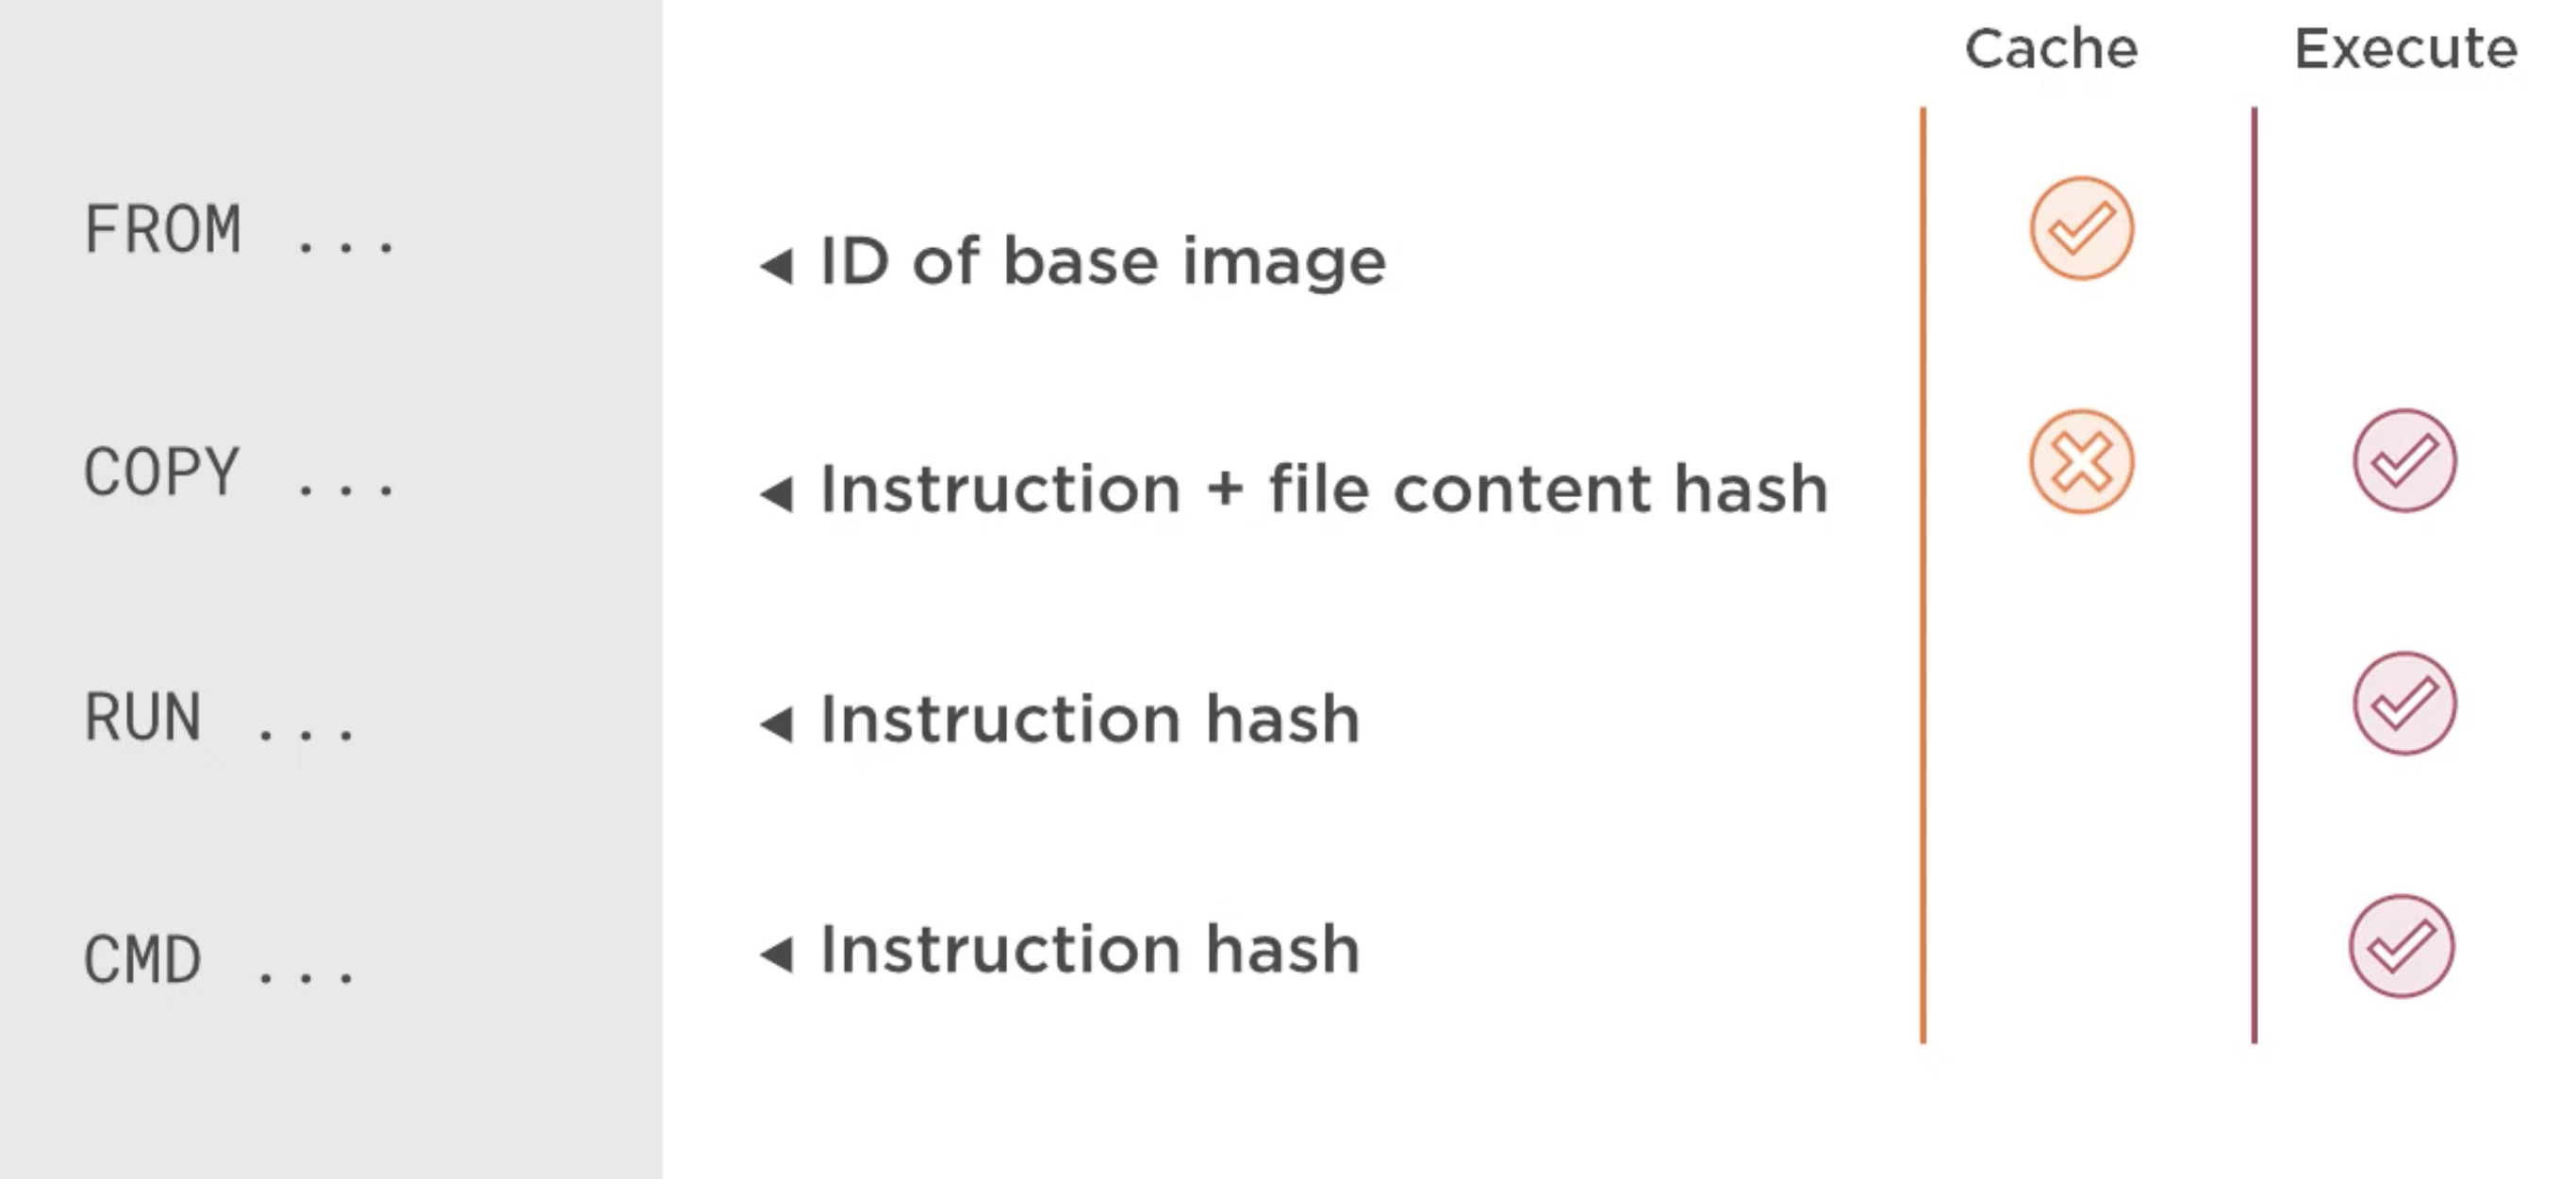 Cache Execute
FROM ... ◄ ID of base image
COPY ... ◄ Instruction + file content hash
RUN ... ◄ Instruction hash
CMD ... ◄ Instruction hash